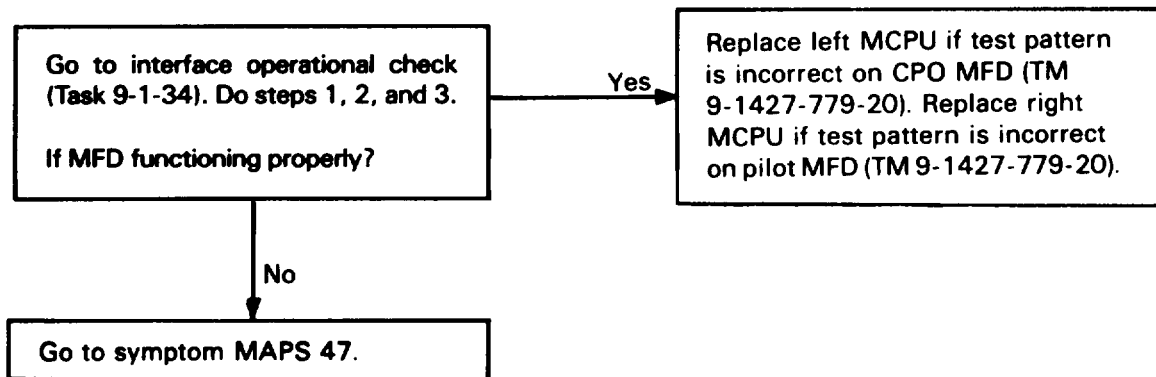 Go to interface operational check
(Task 9-1-34). Do steps 1, 2, and 3.
If MFD functioning properly?
Yes
Replace left MCPU if test pattern
is incorrect on CPO MFD (TM
9-1427-779-20). Replace right
MCPU if test pattern is incorrect
on pilot MFD (TM 9-1427-779-20).
No
Go to symptom MAPS 47.